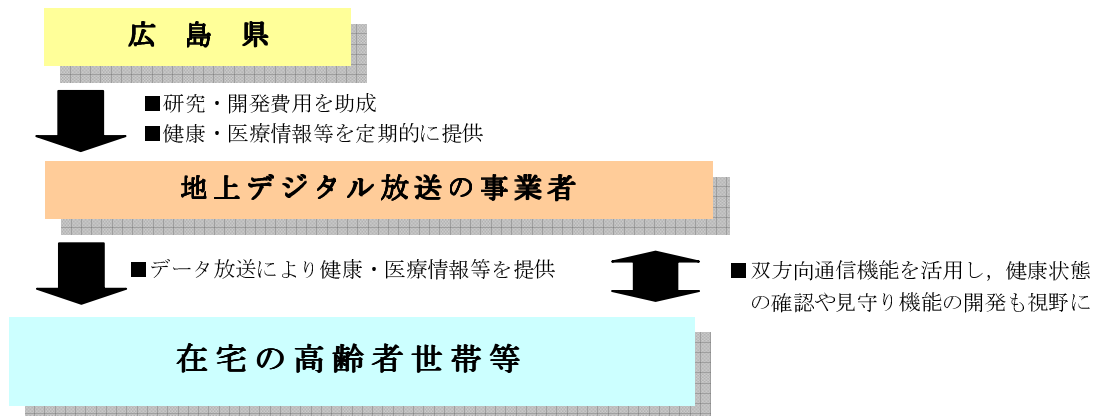 広　島　県
■研究・開発費用を助成
■健康・医療情報等を定期的に提供
地上デジタル放送の事業者
■データ放送により健康・医療情報等を提供
■双方向通信機能を活用し，健康状態
の確認や見守り機能の開発も視野に
在宅の高齢者世帯等